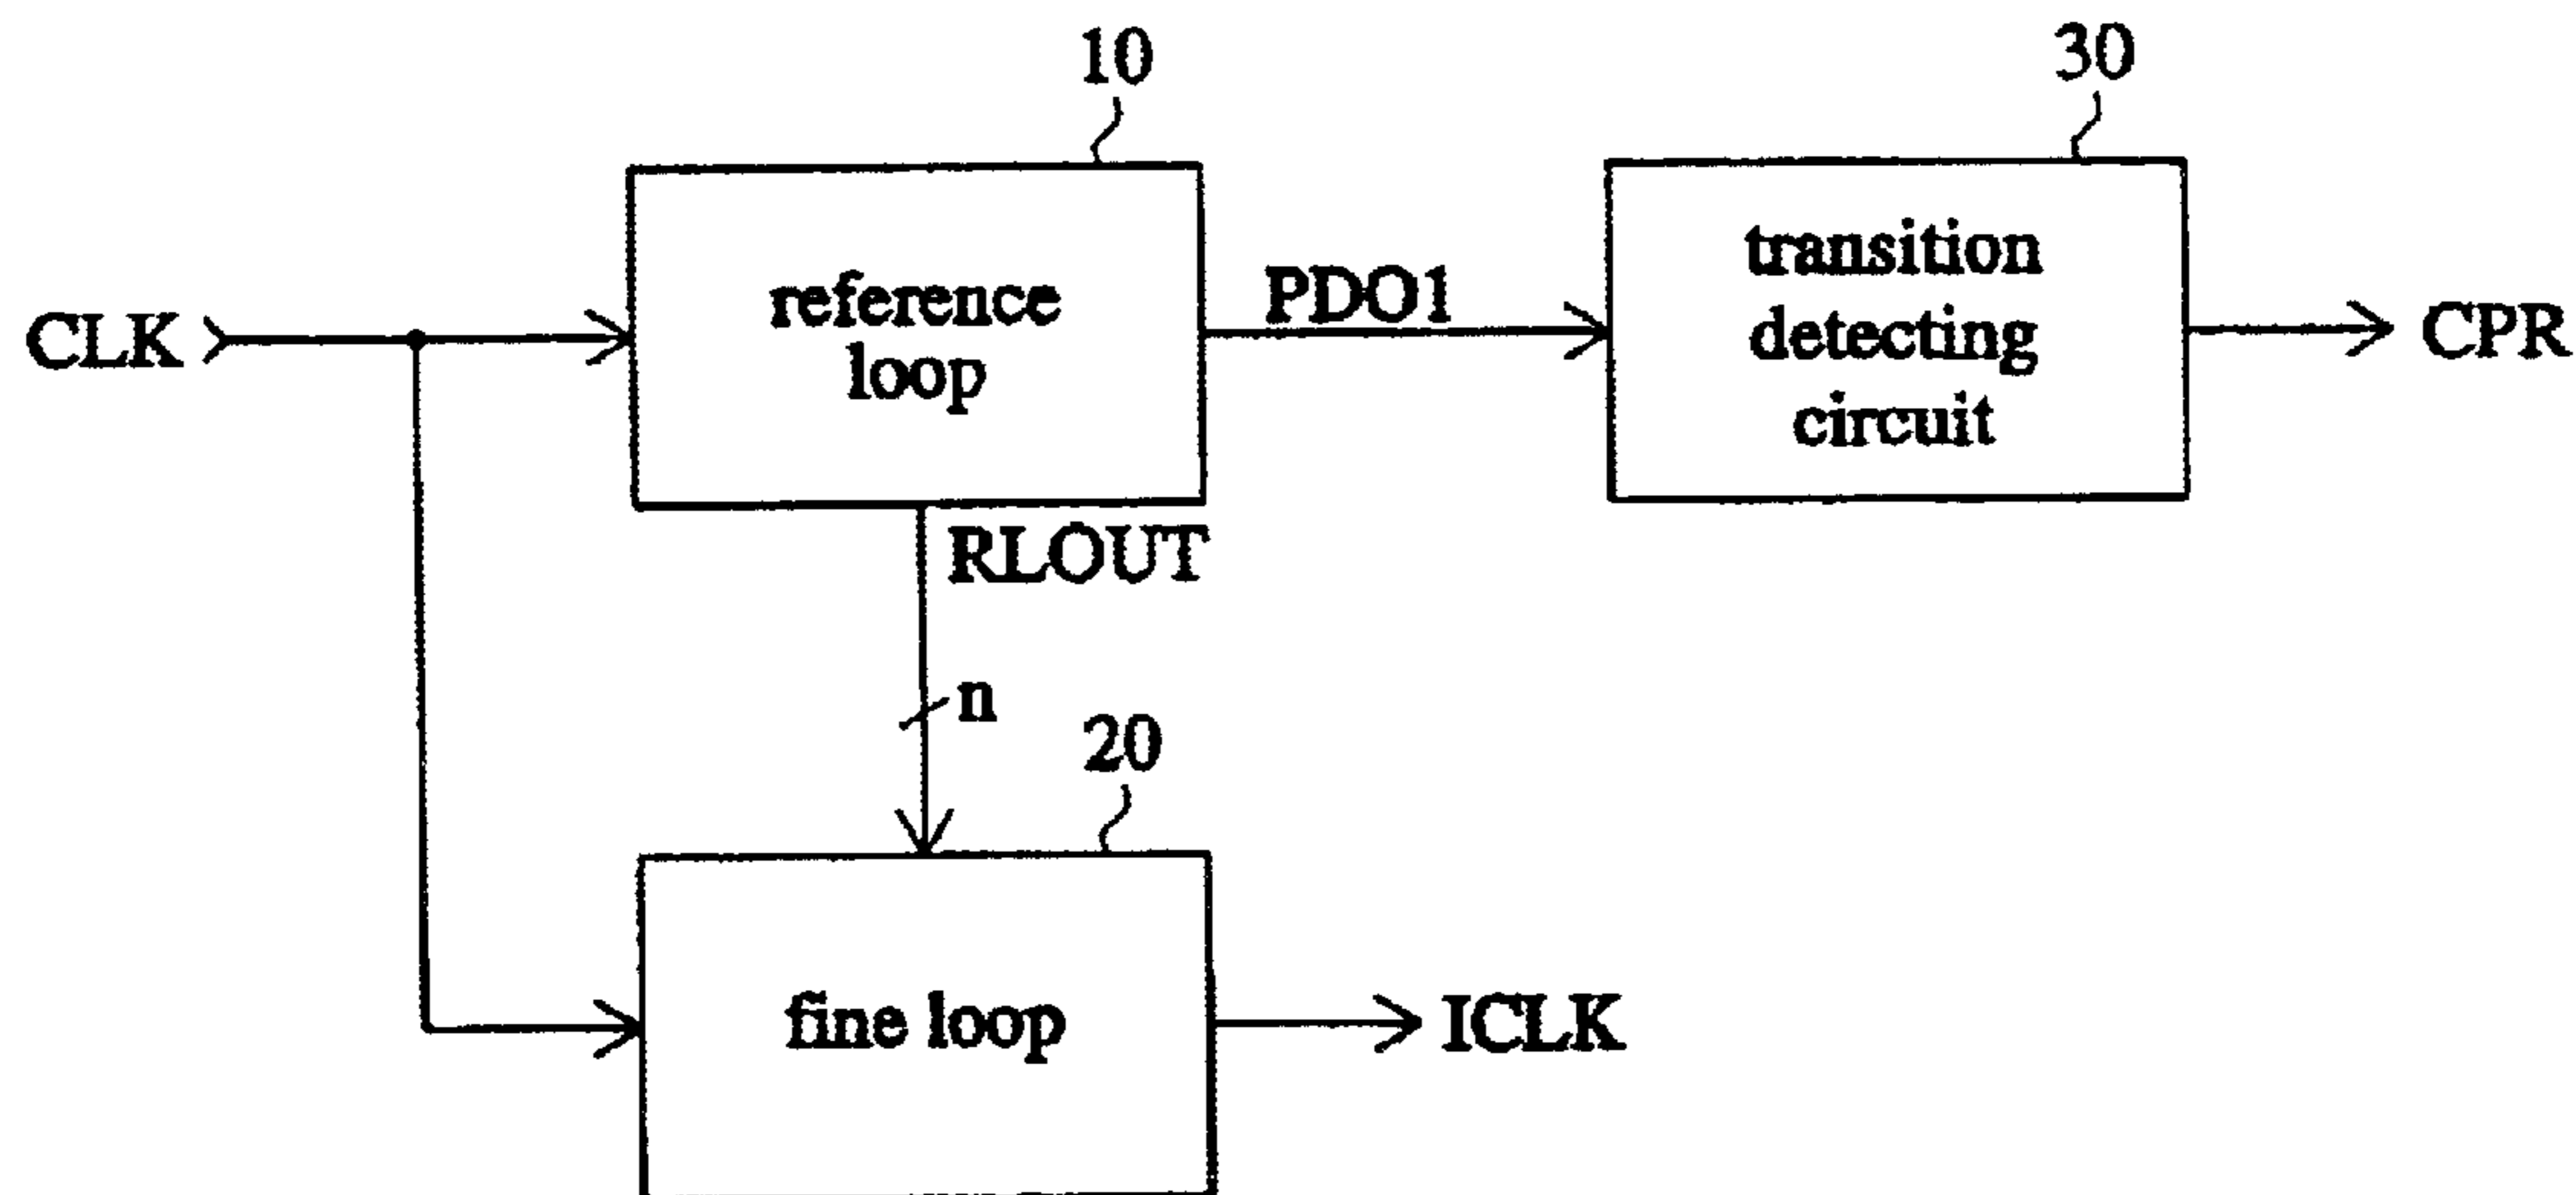 10
30
CLK
reference
loop
PDO1
transition
detecting
circuit
CPR
RLOUT
n
20
fine loop
ICLK